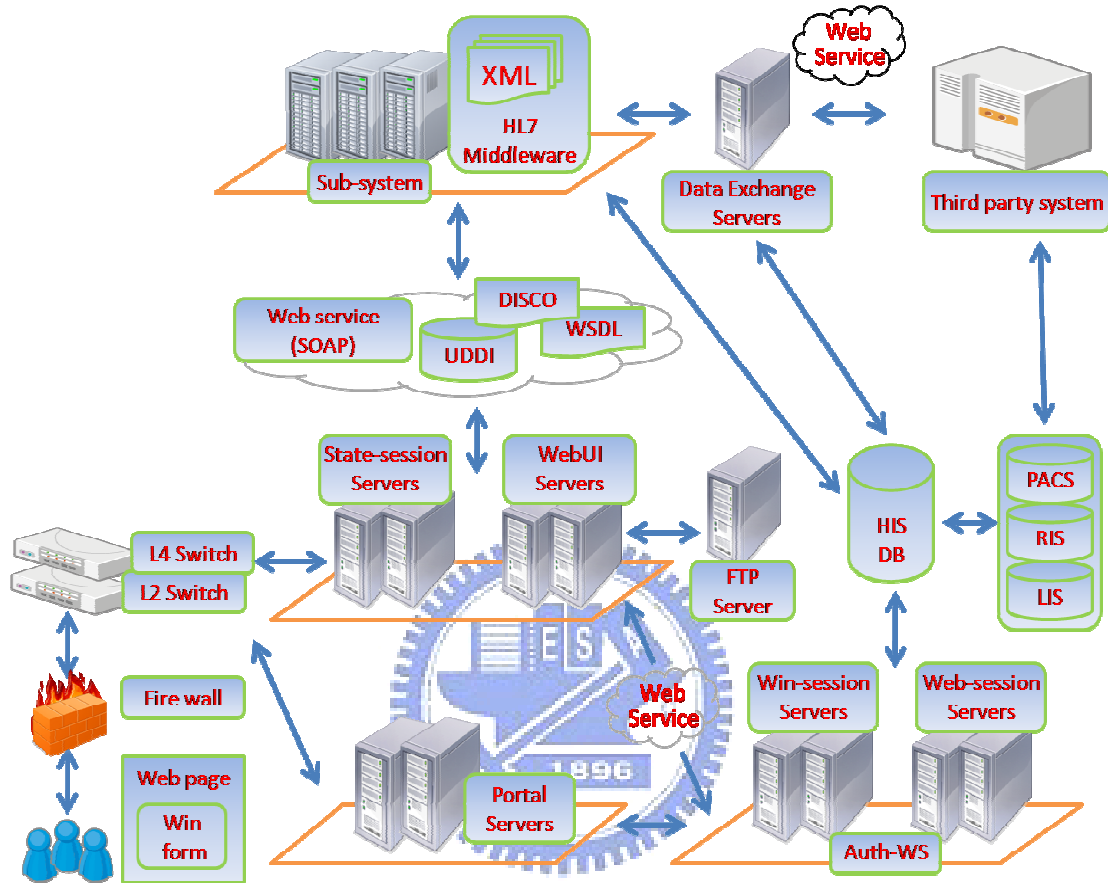 Web
Service
XML
HL7
Middleware
Sub-system
Data Exchange
Servers
Third party system
Web service
(SOAP)
DISCO
UDDI
WSDL
State-session
Servers
WebUI
Servers
PACS
HIS
DB
RIS
LIS
L4 Switch
L2 Switch
FTP
Server
ES
Fire wall
Web
Service
Win-session
Servers
Web-session
Servers
1896
Web page
Win
form
Portal
Servers
Auth-WS